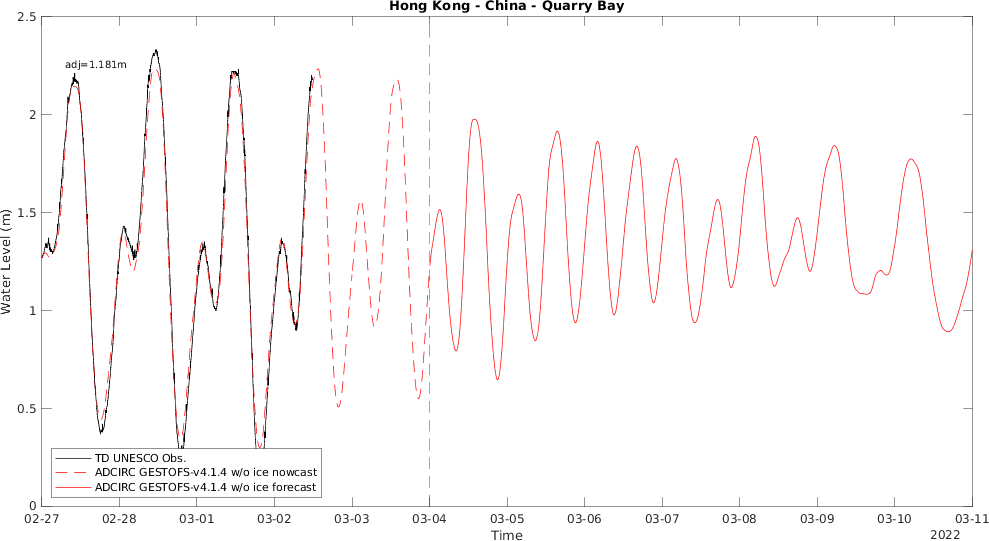 Hong Kong - China - Quarry Bay
2.5
adj=1.181m
2
1.5
1
0.5
0
Water Level (m)
TD UNESCO Obs.
ADCIRC GESTOFS-v4.1.4 w/o ice nowcast
ADCIRC GESTOFS-v4.1.4 w/o ice forecast
02-27 02-28 03-01 03-02 03-03 03-04 03-05 03-06 03-07 03-08 03-09 03-10 03-11
Time
2022